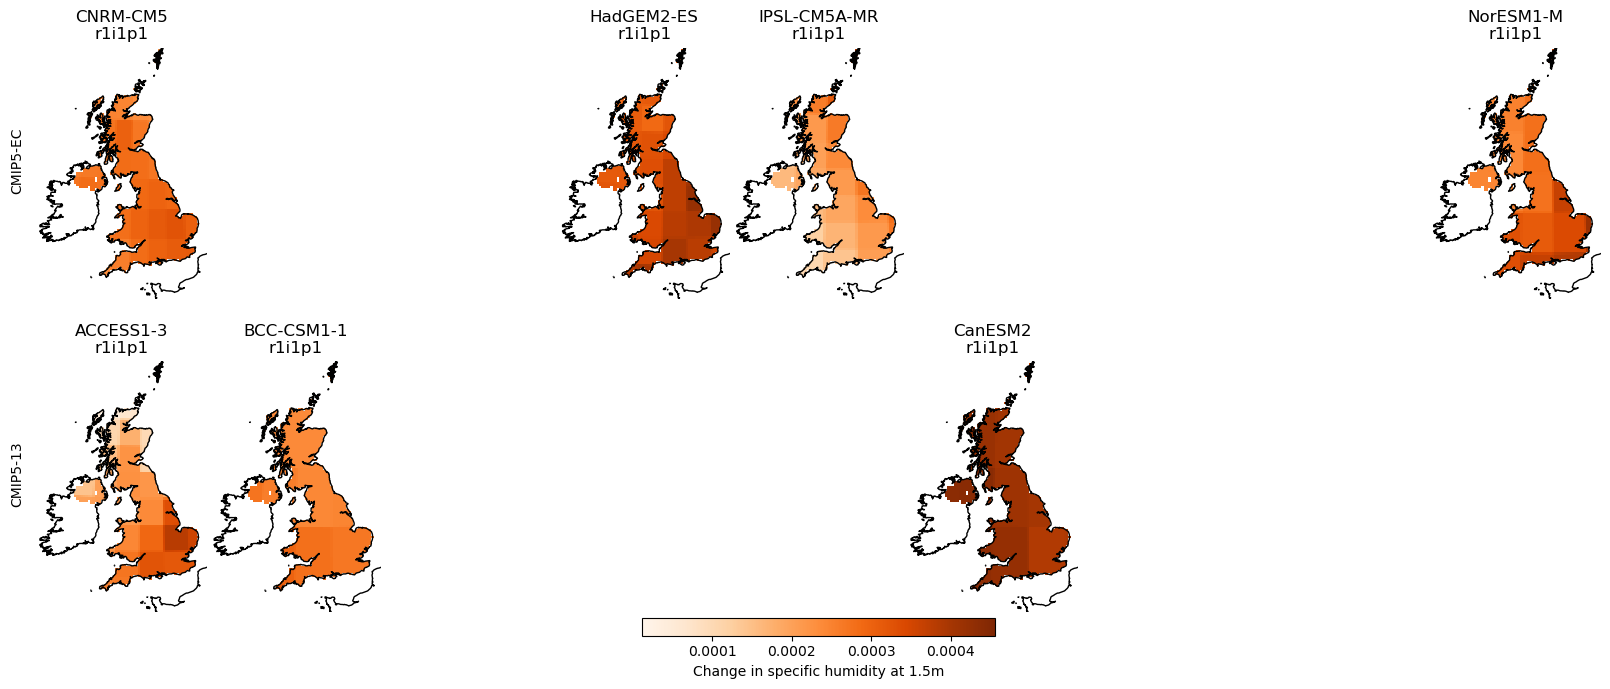 CNRM-CM5
r1i1p1
HadGEM2-ES
r1i1p1
IPSL-CM5A-MR
r1i1p1
NorESM1-M
r1i1p1
CMIP5-EC
ACCESS1-3
r1i1p1
BCC-CSM1-1
r1i1p1
CanESM2
r1i1p1
CMIP5-13
0.0001 0.0002 0.0003 0.0004
Change in specific humidity at 1.5m